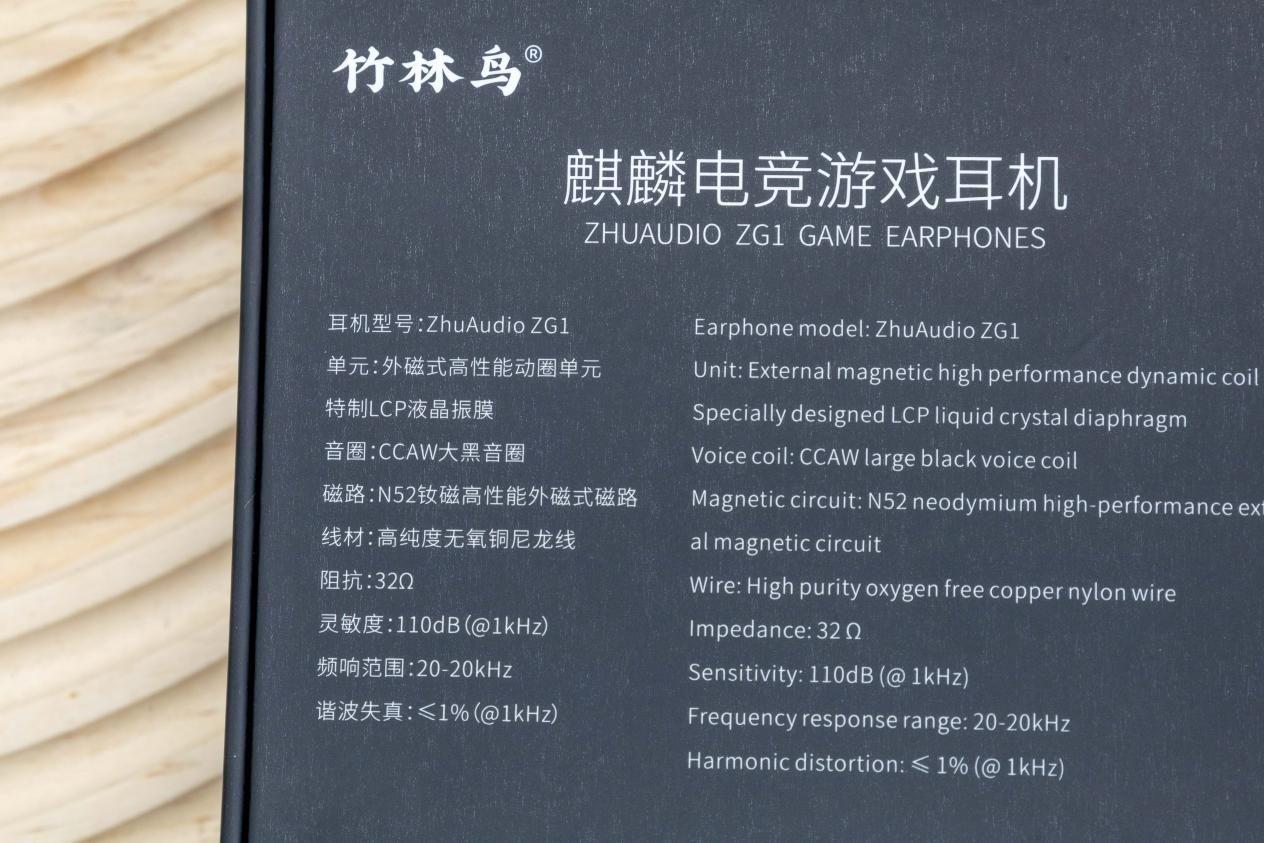 竹林鸟®
麒麟电竞游戏耳机
ZHUAUDIO ZG1 GAME EARPHONES
耳机型号:ZhuAudio ZG1
单元:外磁式高性能动圈单元
特制LCP液晶振膜
音圈:CCAW大黑音圈
磁路:N52钕磁高性能外磁式磁路
线材:高纯度无氧铜尼龙线
阻抗:32Ω
灵敏度:110dB(@1kHz)
频响范围:20-20kHz
谐波失真:≤1%(@1kHz)
Earphone model: ZhuAudio ZG1
Unit: External magnetic high performance dynamic coil
Specially designed LCP liquid crystal diaphragm
Voice coil: CCAW large black voice coil
Magnetic circuit: N52 neodymium high-performance ext
al magnetic circuit
Wire: High purity oxygen free copper nylon wire
Impedance: 32 Ω
Sensitivity: 110dB (@ 1kHz)
Frequency response range: 20-20kHz
Harmonic distortion: ≤ 1% (@ 1kHz)